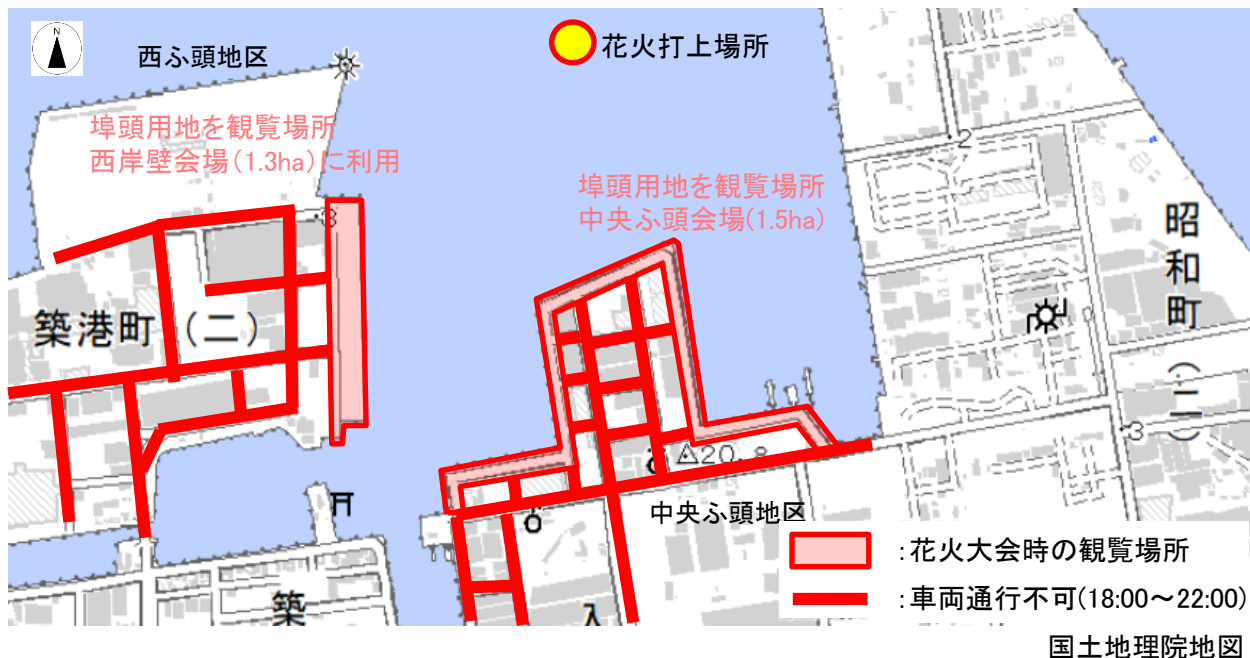 N
西ふ頭地区
花火打上場所
埠頭用地を観覧場所
西岸壁会場(1.3ha)に利用
2
埠頭用地を観覧場所
中央ふ頭会場(1.5ha)
3
昭和町(二)
築港町(二)
3
20.8
中央ふ頭地区
:花火大会時の観覧場所
築
入
:車両通行不可(18:00～22:00)
国土地理院地図